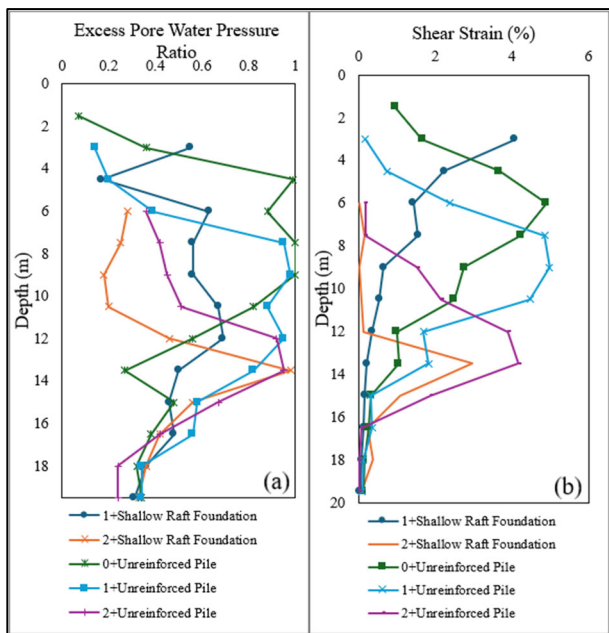 Excess Pore Water Pressure
Ratio
0 0.2 0.4 0.6 0.8 1
0
2
4
6
8
10
12
14
16
18
Depth (m)
(a)
1+Shallow Raft Foundation
2+Shallow Raft Foundation
0+Unreinforced Pile
1+Unreinforced Pile
2+Unreinforced Pile
Shear Strain (%)
0 2 4 6
0
2
4
6
8
10
12
14
16
18
20
Depth (m)
(b)
1+Shallow Raft Foundation
2+Shallow Raft Foundation
0+Unreinforced Pile
1+Unreinforced Pile
2+Unreinforced Pile